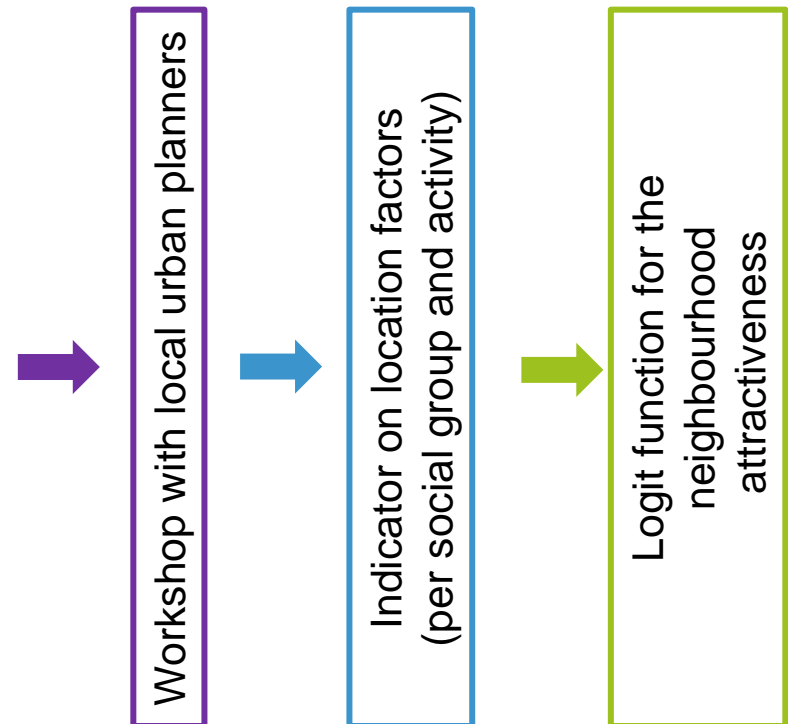 Workshop with local urban planners
Indicator on location factors
(per social group and activity)
Logit function for the
neighbourhood
attractiveness